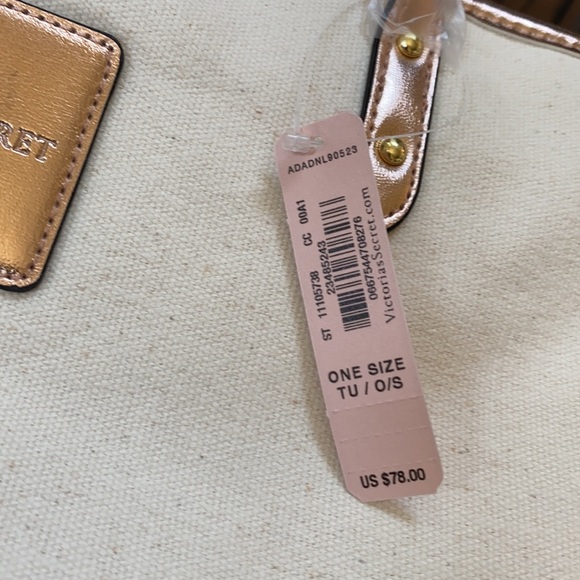 RET
ADADNL90523
ST 11105738 CC 00A1
23485243
0667544708276
VictoriasSecret.com
ONE SIZE
TU / O/S
US $78.00